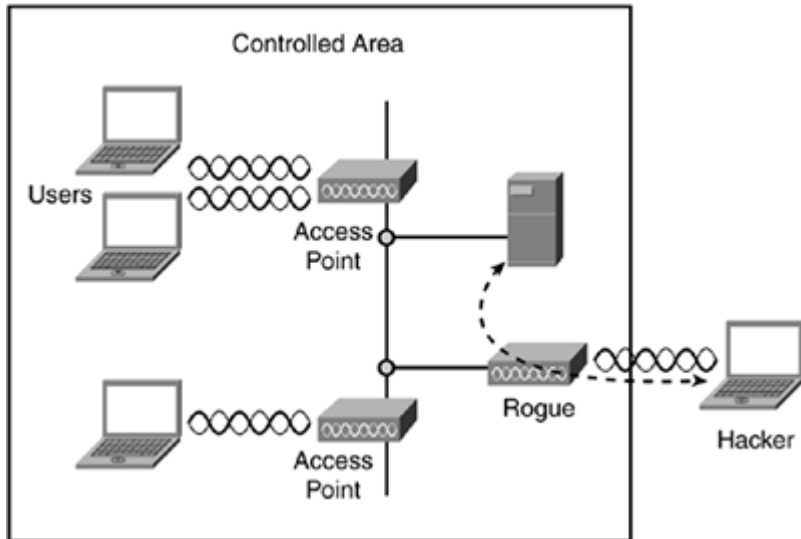 Controlled Area
Users
Access
Point
Rogue
Hacker
Access
Point